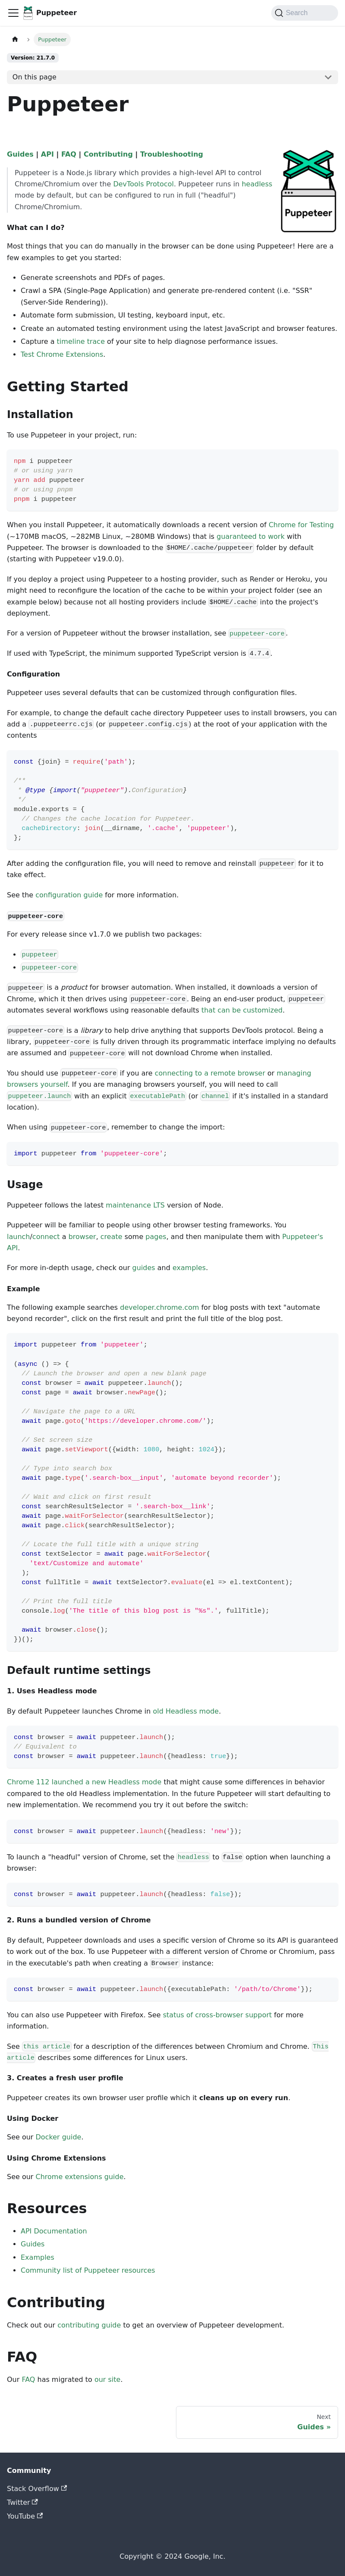 Puppeteer
Search
Puppeteer
Version: 21.7.0
On this page
Puppeteer
Guides | API | FAQ | Contributing | Troubleshooting
Puppeteer is a Node.js library which provides a high-level API to control
Chrome/Chromium over the DevTools Protocol. Puppeteer runs in headless
mode by default, but can be configured to run in full ("headful")
Chrome/Chromium.
Puppeteer
What can I do?
Most things that you can do manually in the browser can be done using Puppeteer! Here are a
few examples to get you started:
Generate screenshots and PDFs of pages.
Crawl a SPA (Single-Page Application) and generate pre-rendered content (i.e. "SSR"
(Server-Side Rendering)).
Automate form submission, UI testing, keyboard input, etc.
Create an automated testing environment using the latest JavaScript and browser features.
Capture a timeline trace of your site to help diagnose performance issues.
Test Chrome Extensions.
Getting Started
Installation
To use Puppeteer in your project, run:
npm i puppeteer
# or using yarn
yarn add puppeteer
# or using pnpm
pnpm i puppeteer
When you install Puppeteer, it automatically downloads a recent version of Chrome for Testing
(~170MB macOS, ~282MB Linux, ~280MB Windows) that is guaranteed to work with
Puppeteer. The browser is downloaded to the $HOME/.cache/puppeteer folder by default
(starting with Puppeteer v19.0.0).
If you deploy a project using Puppeteer to a hosting provider, such as Render or Heroku, you
might need to reconfigure the location of the cache to be within your project folder (see an
example below) because not all hosting providers include $HOME/.cache into the project's
deployment.
For a version of Puppeteer without the browser installation, see puppeteer-core.
If used with TypeScript, the minimum supported TypeScript version is 4.7.4.
Configuration
Puppeteer uses several defaults that can be customized through configuration files.
For example, to change the default cache directory Puppeteer uses to install browsers, you can
add a .puppeteerrc.cjs (or puppeteer.config.cjs) at the root of your application with the
contents
const {join} = require('path');
/**
* @type {import("puppeteer").Configuration}
*/
module.exports = {
// Changes the cache location for Puppeteer.
cacheDirectory: join(__dirname, '.cache', 'puppeteer'),
};
After adding the configuration file, you will need to remove and reinstall puppeteer for it to
take effect.
See the configuration guide for more information.
puppeteer-core
For every release since v1.7.0 we publish two packages:
puppeteer
puppeteer-core
puppeteer is a product for browser automation. When installed, it downloads a version of
Chrome, which it then drives using puppeteer-core. Being an end-user product, puppeteer
automates several workflows using reasonable defaults that can be customized.
puppeteer-core is a library to help drive anything that supports DevTools protocol. Being a
library, puppeteer-core is fully driven through its programmatic interface implying no defaults
are assumed and puppeteer-core will not download Chrome when installed.
You should use puppeteer-core if you are connecting to a remote browser or managing
browsers yourself. If you are managing browsers yourself, you will need to call
puppeteer.launch with an explicit executablePath (or channel if it's installed in a standard
location).
When using puppeteer-core, remember to change the import:
import puppeteer from 'puppeteer-core';
Usage
Puppeteer follows the latest maintenance LTS version of Node.
Puppeteer will be familiar to people using other browser testing frameworks. You
launch/connect a browser, create some pages, and then manipulate them with Puppeteer's
API.
For more in-depth usage, check our guides and examples.
Example
The following example searches developer.chrome.com for blog posts with text "automate
beyond recorder", click on the first result and print the full title of the blog post.
import puppeteer from 'puppeteer';
(async () => {
// Launch the browser and open a new blank page
const browser = await puppeteer.launch();
const page = await browser.newPage();
// Navigate the page to a URL
await page.goto('https://developer.chrome.com/');
// Set screen size
await page.setViewport({width: 1080, height: 1024});
// Type into search box
await page.type('.search-box__input', 'automate beyond recorder');
// Wait and click on first result
const searchResultSelector = '.search-box__link';
await page.waitForSelector(searchResultSelector);
await page.click(searchResultSelector);
// Locate the full title with a unique string
const textSelector = await page.waitForSelector(
'text/Customize and automate'
);
const fullTitle = await textSelector?.evaluate(el => el.textContent);
// Print the full title
console.log('The title of this blog post is "%s".', fullTitle);
await browser.close();
})();
Default runtime settings
1. Uses Headless mode
By default Puppeteer launches Chrome in old Headless mode.
const browser = await puppeteer.launch();
// Equivalent to
const browser = await puppeteer.launch({headless: true});
Chrome 112 launched a new Headless mode that might cause some differences in behavior
compared to the old Headless implementation. In the future Puppeteer will start defaulting to
new implementation. We recommend you try it out before the switch:
const browser = await puppeteer.launch({headless: 'new'});
To launch a "headful" version of Chrome, set the headless to false option when launching a
browser:
const browser = await puppeteer.launch({headless: false});
2. Runs a bundled version of Chrome
By default, Puppeteer downloads and uses a specific version of Chrome so its API is guaranteed
to work out of the box. To use Puppeteer with a different version of Chrome or Chromium, pass
in the executable's path when creating a Browser instance:
const browser = await puppeteer.launch({executablePath: '/path/to/Chrome'});
You can also use Puppeteer with Firefox. See status of cross-browser support for more
information.
See this article for a description of the differences between Chromium and Chrome. This
article describes some differences for Linux users.
3. Creates a fresh user profile
Puppeteer creates its own browser user profile which it cleans up on every run.
Using Docker
See our Docker guide.
Using Chrome Extensions
See our Chrome extensions guide.
Resources
API Documentation
Guides
Examples
Community list of Puppeteer resources
Contributing
Check out our contributing guide to get an overview of Puppeteer development.
FAQ
Our FAQ has migrated to our site.
Next
Guides »
Community
Stack Overflow
Twitter
YouTube
Copyright © 2024 Google, Inc.